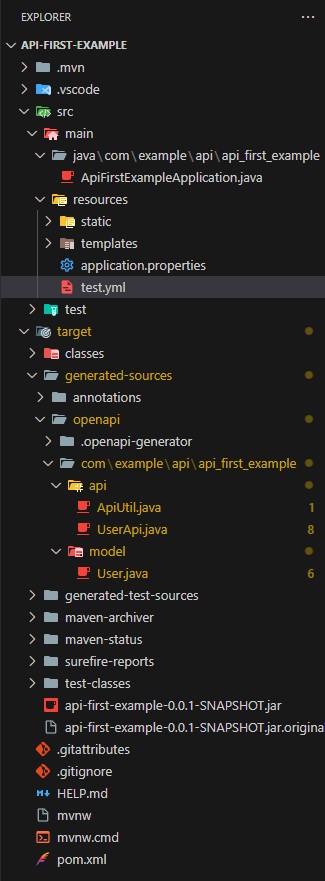 EXPLORER ...
API-FIRST-EXAMPLE
.mvn
.vscode
src
main
java\com\example\api\api_first_example
ApiFirstExampleApplication.java
resources
static
templates
application.properties
test.yml
test
target
classes
generated-sources
annotations
openapi
.openapi-generator
com\example\api\api_first_example
api
ApiUtil.java 1
UserApi.java 8
model
User.java 6
generated-test-sources
maven-archiver
maven-status
surefire-reports
test-classes
api-first-example-0.0.1-SNAPSHOT.jar
api-first-example-0.0.1-SNAPSHOT.jar.origina
.gitattributes
.gitignore
HELP.md
mvnw
mvnw.cmd
pom.xml